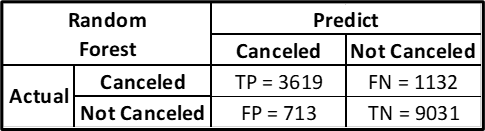 Random Forest
Predict
Canceled
Not Canceled
Actual
Canceled
TP = 3619
FN = 1132
Not Canceled
FP = 713
TN = 9031